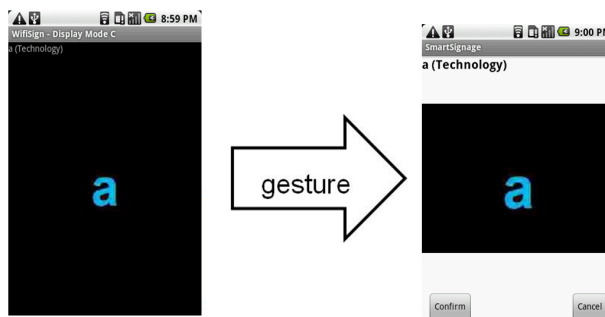 8:59 PM
WifiSign - Display Mode C
a (Technology)
a
gesture
9:00 PM
SmartSignage
a (Technology)
a
Confirm
Cancel